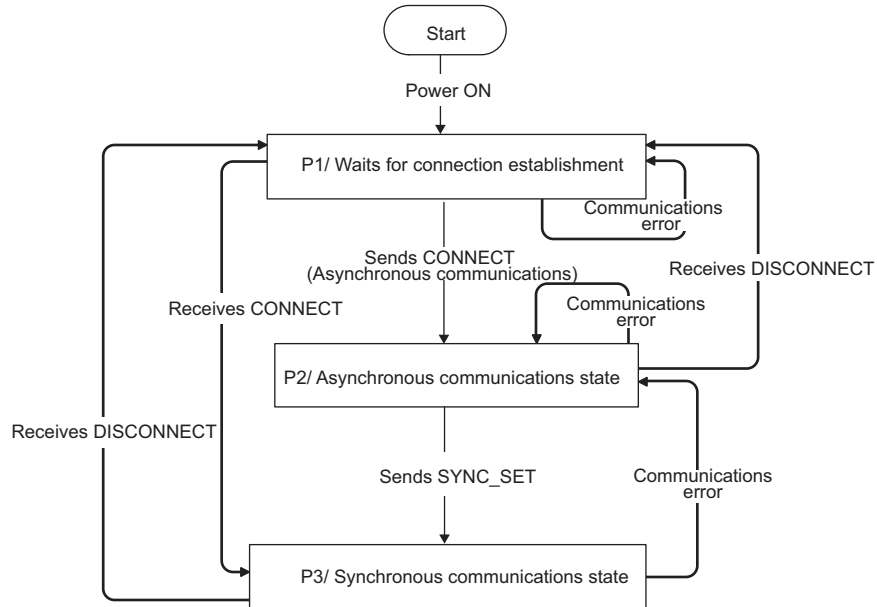 Start
Power ON
P1/ Waits for connection establishment
Communications
error
Sends CONNECT
(Asynchronous communications)
Receives DISCONNECT
Receives CONNECT
Communications
error
P2/ Asynchronous communications state
Receives DISCONNECT
Sends SYNC_SET
Communications
error
P3/ Synchronous communications state